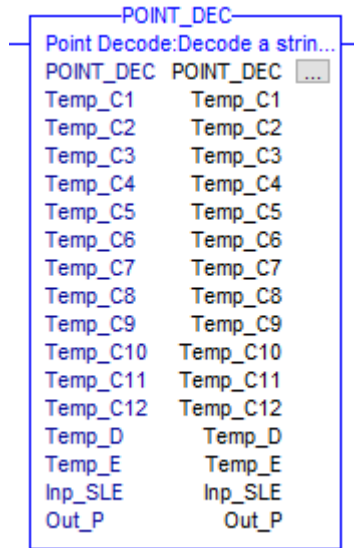 POINT_DEC
Point Decode:Decode a strin...
POINT_DEC POINT_DEC ...
Temp_C1 Temp_C1
Temp_C2 Temp_C2
Temp_C3 Temp_C3
Temp_C4 Temp_C4
Temp_C5 Temp_C5
Temp_C6 Temp_C6
Temp_C7 Temp_C7
Temp_C8 Temp_C8
Temp_C9 Temp_C9
Temp_C10 Temp_C10
Temp_C11 Temp_C11
Temp_C12 Temp_C12
Temp_D Temp_D
Temp_E Temp_E
Inp_SLE Inp_SLE
Out_P Out_P